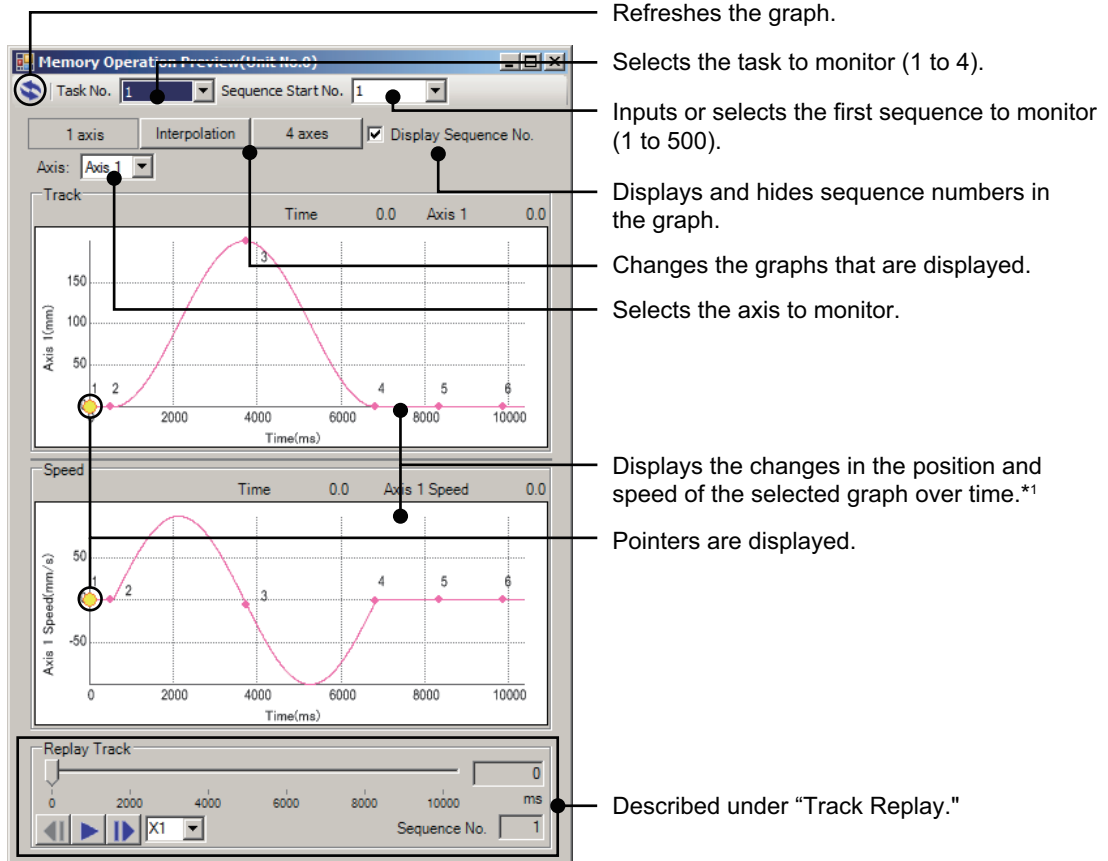 Refreshes the graph.
Memory Operation Preview(Unit No.0)
Selects the task to monitor (1 to 4).
Task No. 1 Sequence Start No. 1
Inputs or selects the first sequence to monitor
(1 to 500).
1 axis Interpolation 4 axes Display Sequence No.
Axis: Axis 1
Displays and hides sequence numbers in
the graph.
Track
Time 0.0 Axis 1 0.0
Changes the graphs that are displayed.
Selects the axis to monitor.
Axis 1(mm)
150
100
50
1 2 3 4 5 6
2000 4000 6000 8000 10000
Time(ms)
Displays the changes in the position and
speed of the selected graph over time.*1
Speed
Time 0.0 Axis 1 Speed 0.0
Pointers are displayed.
Axis 1 Speed(mm/s)
50
-50
1 2 3 4 5 6
0 2000 4000 6000 8000 10000
Time(ms)
Replay Track
0
0 2000 4000 6000 8000 10000 ms
Described under “Track Replay."
X1 Sequence No. 1